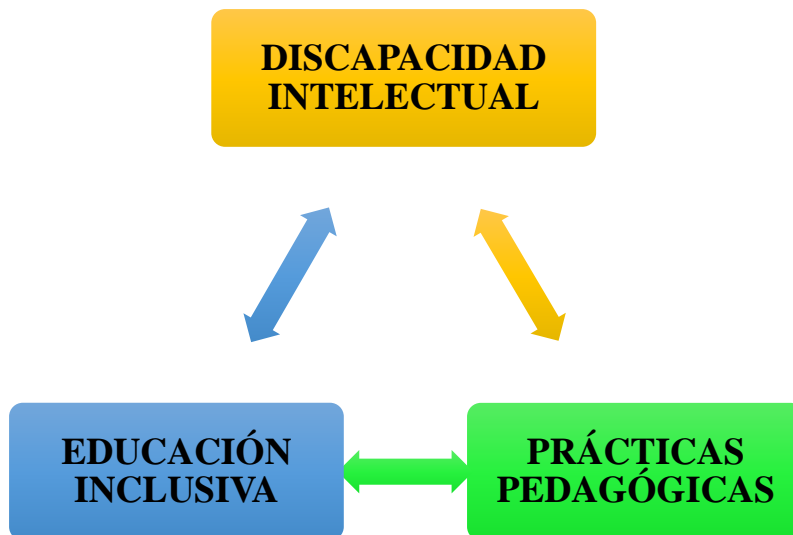 DISCAPACIDAD
INTELECTUAL
EDUCACIÓN
INCLUSIVA
PRÁCTICAS
PEDAGÓGICAS